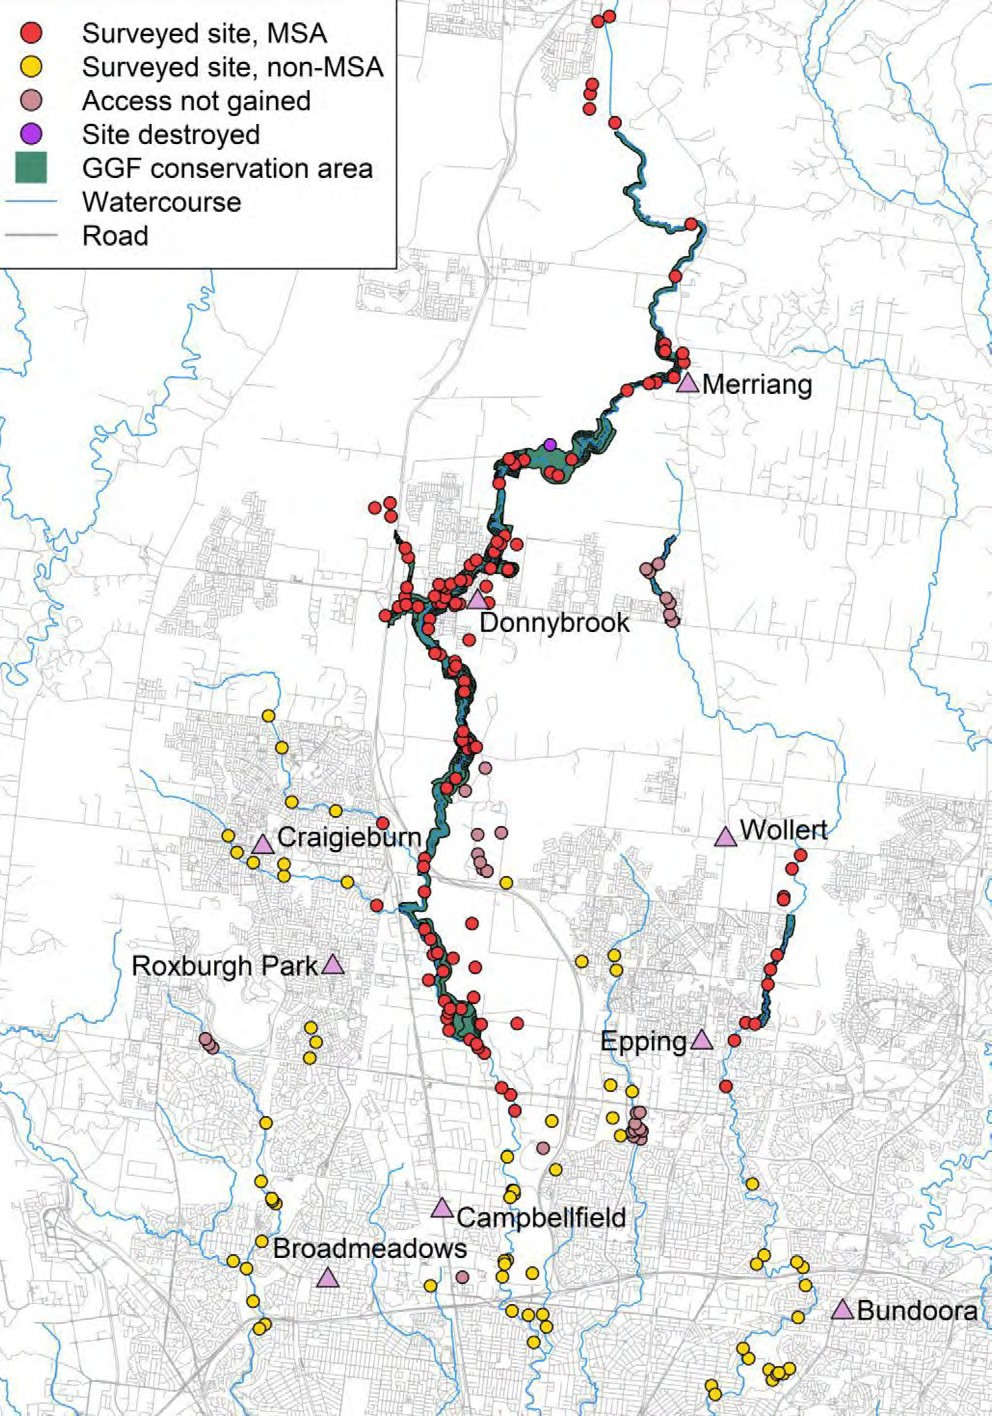 Surveyed site, MSA
Surveyed site, non-MSA
Access not gained
Site destroyed
GGF conservation area
Watercourse
Road
Merriang
Donnybrook
Craigieburn
Wollert
Roxburgh Park
Epping
Campbellfield
Broadmeadows
Bundoora